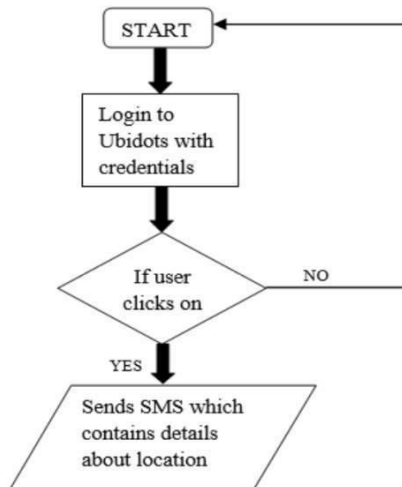 START
Login to
Ubidots with
credentials
If user
clicks on
NO
YES
Sends SMS which
contains details
about location